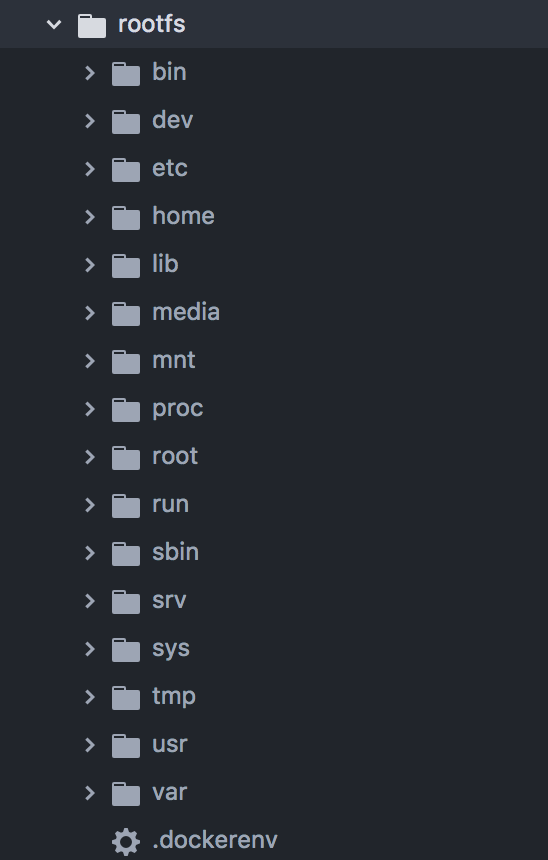 rootfs
bin
dev
etc
home
lib
media
mnt
proc
root
run
sbin
srv
sys
tmp
usr
var
.dockerenv